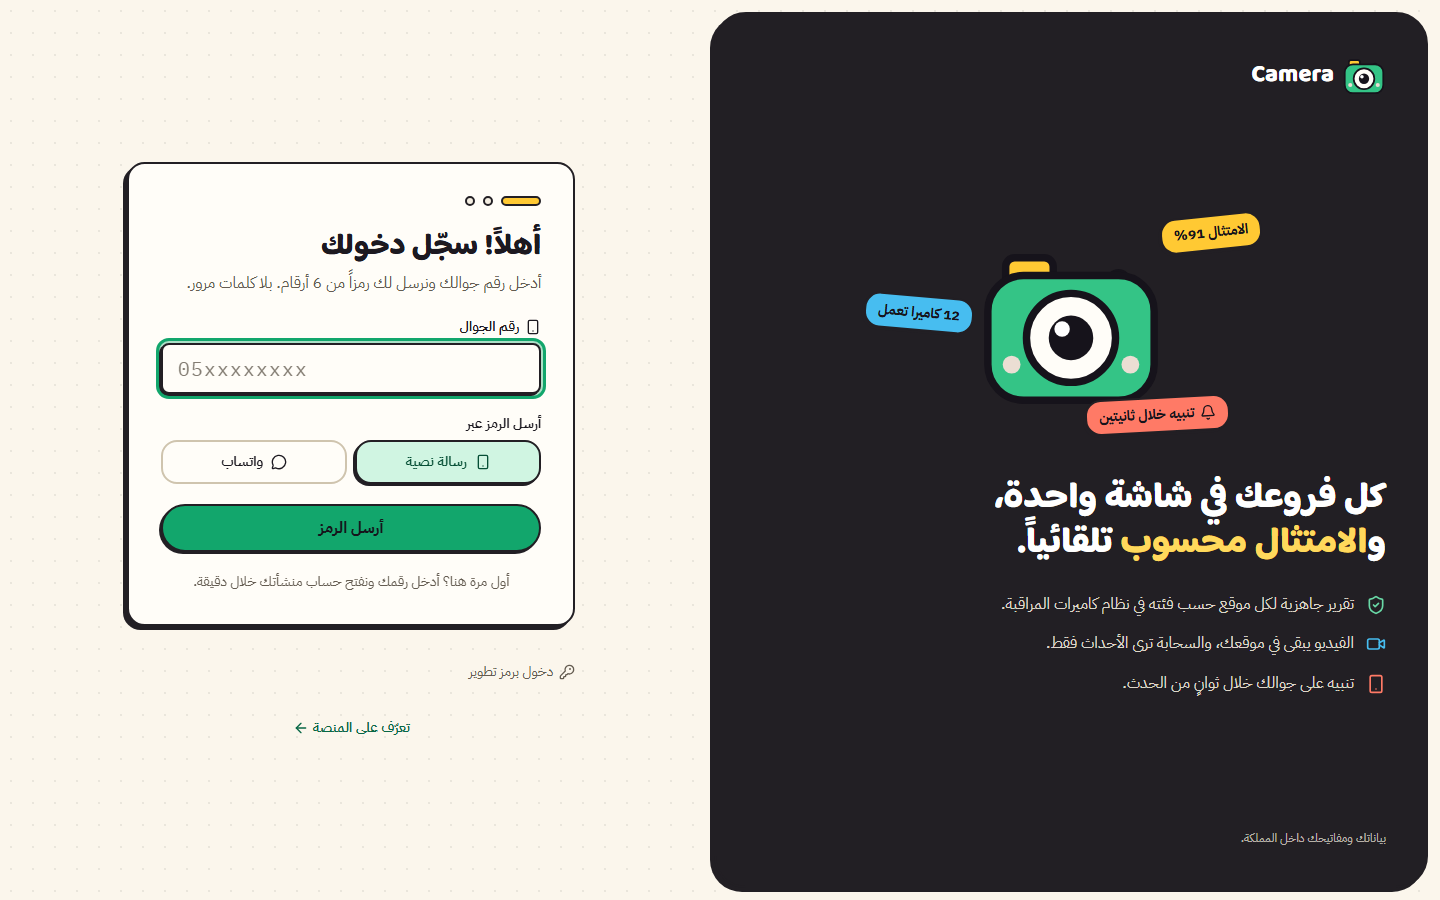 Camera
الامتثال 91%
12 كاميرا تعمل
تنبيه خلال ثانيتين
كل فروعك في شاشة واحدة،
والامتثال محسوب تلقائياً.
تقرير جاهزية لكل موقع حسب فئته في نظام كاميرات المراقبة.
الفيديو يبقى في موقعك، والسحابة ترى الأحداث فقط.
تنبيه على جوالك خلال ثوانٍ من الحدث.
بياناتك ومفاتيحك داخل المملكة.
أهلاً! سجّل دخولك
أدخل رقم جوالك ونرسل لك رمزاً من 6 أرقام. بلا كلمات مرور.
رقم الجوال
05xxxxxxxx
أرسل الرمز عبر
رسالة نصية
واتساب
أرسل الرمز
أول مرة هنا؟ أدخل رقمك ونفتح حساب منشأتك خلال دقيقة.
دخول برمز تطوير
تعرّف على المنصة ←